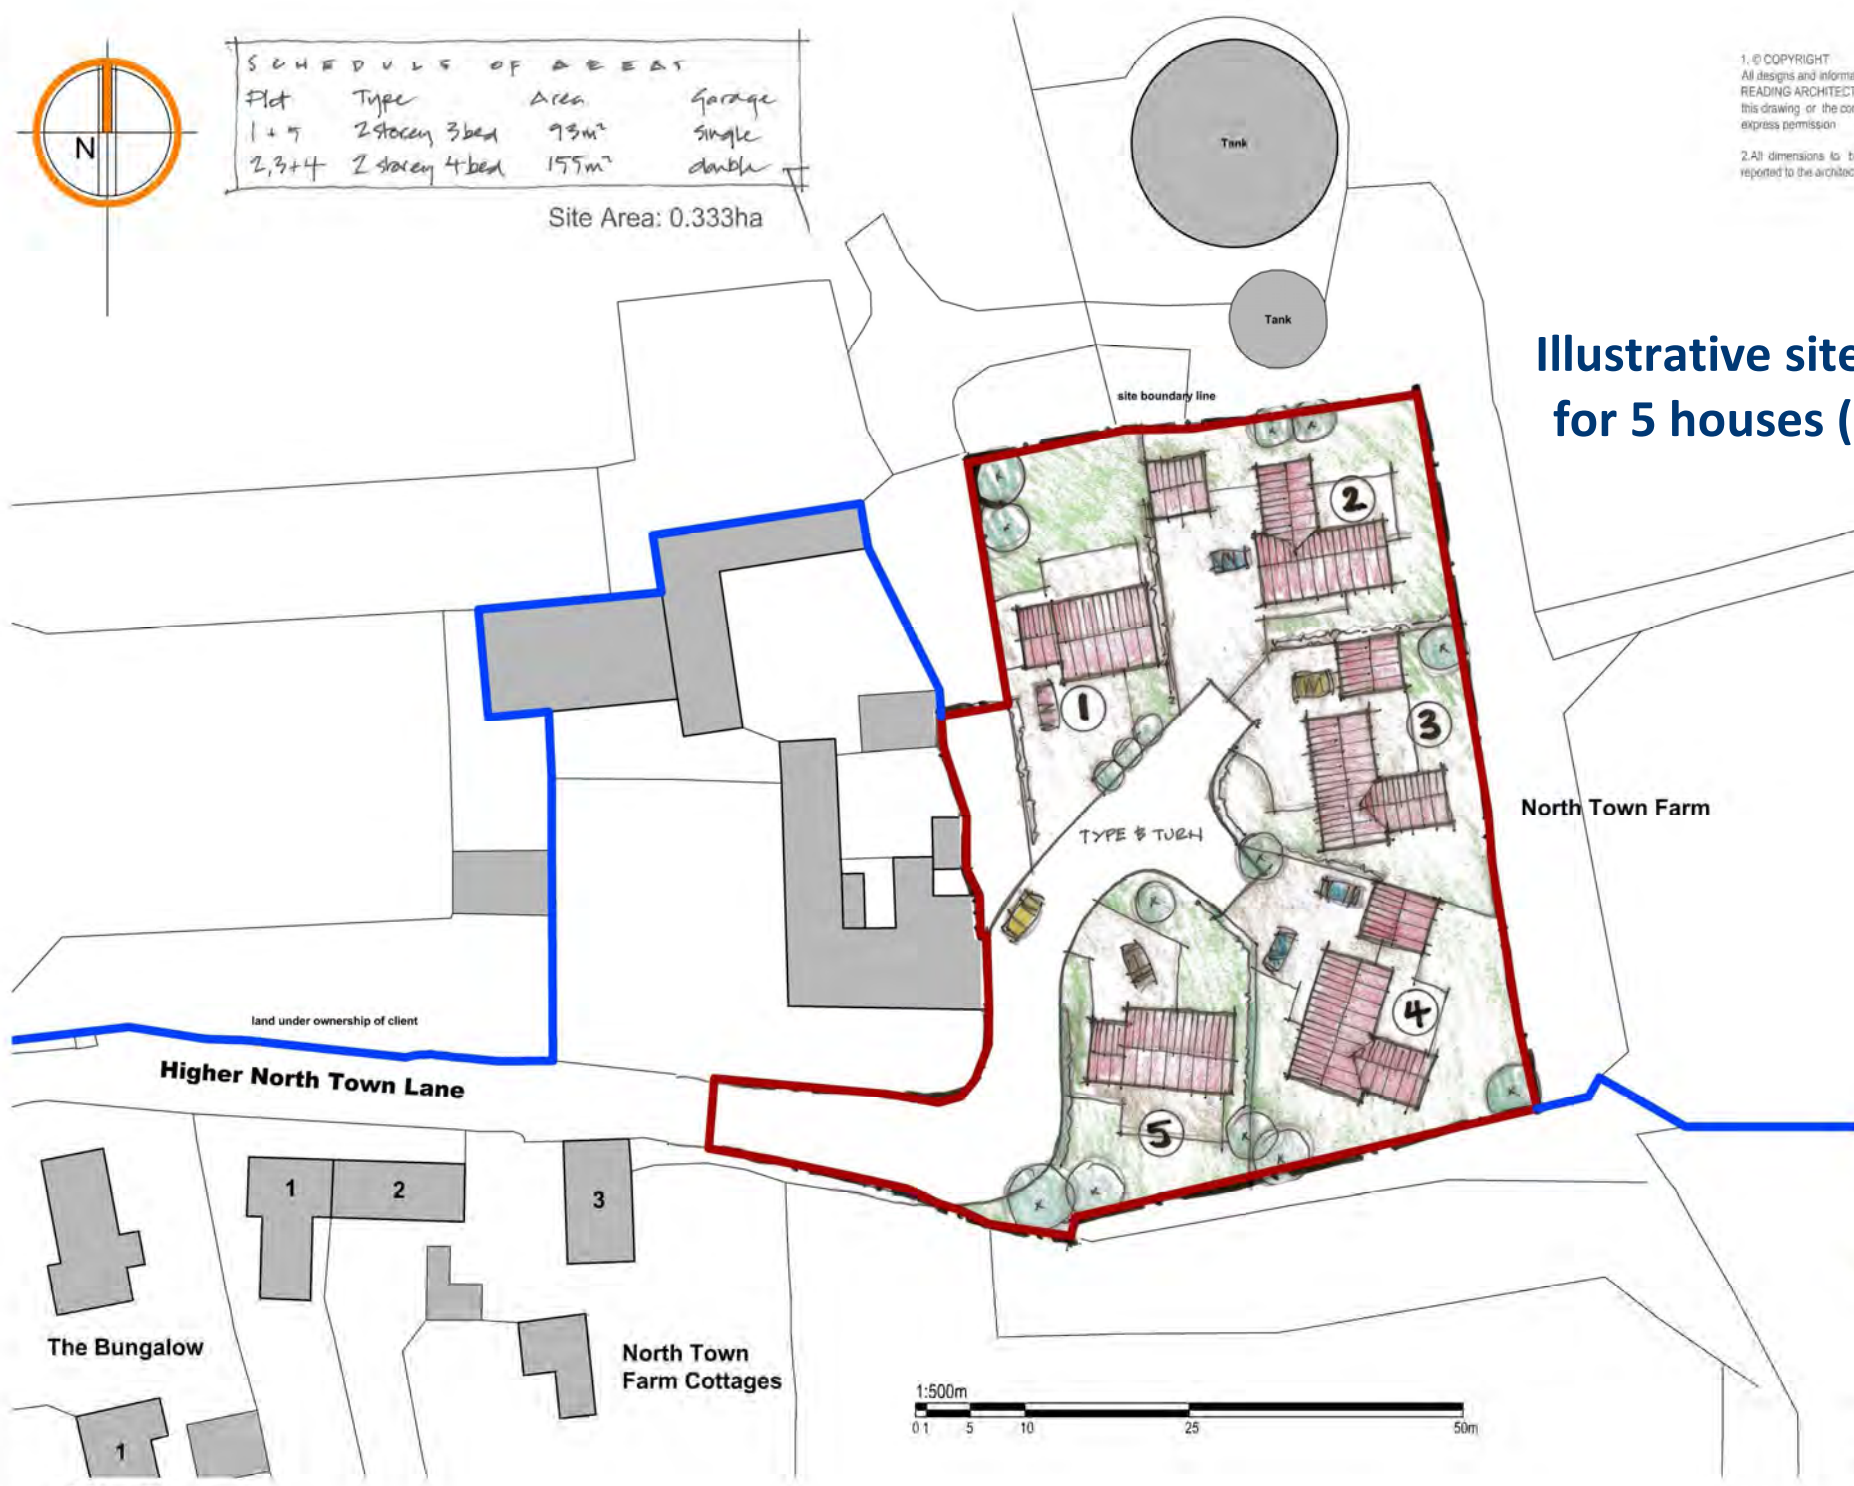 N
SCHEDULE OF AREAS
Plot Type Area Garage
1+5 2 storey 3 bed 93m² single
2,3+4 2 storey 4 bed 155m² double
Site Area: 0.333ha
1. © COPYRIGHT
All designs and informa
READING ARCHITECT
this drawing or the con
express permission
2.All dimensions to b
reported to the architec
Tank
Tank
Illustrative site
for 5 houses (
site boundary line
2
1
3
TYPE B TURN
North Town Farm
4
5
land under ownership of client
Higher North Town Lane
1
2
3
The Bungalow
North Town
Farm Cottages
1
1:500m
0 1 5 10 25 50m